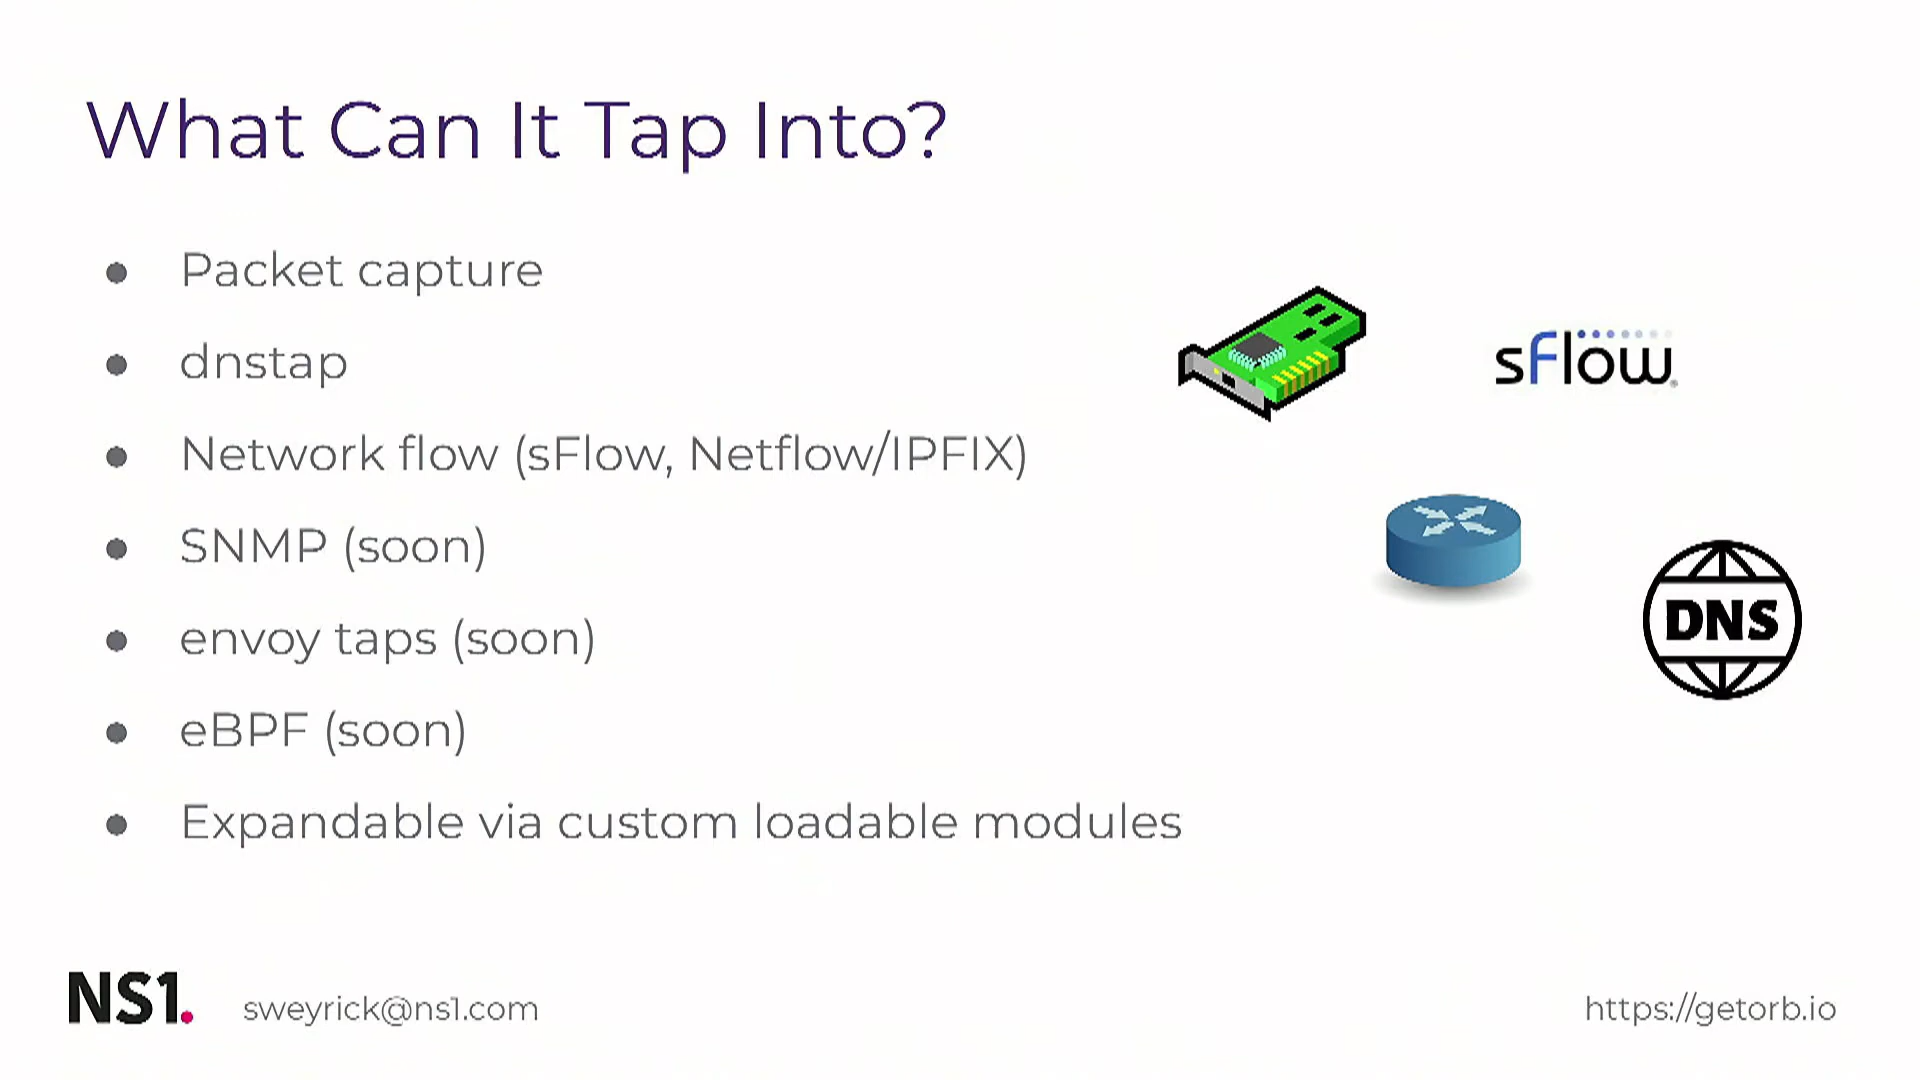 What Can It Tap Into?
● Packet capture
● dnstap
● Network flow (sFlow, Netflow/IPFIX)
● SNMP (soon)
● envoy taps (soon)
● eBPF (soon)
● Expandable via custom loadable modules
sFlow
DNS
NS1.
sweyrick@ns1.com
https://getorb.io